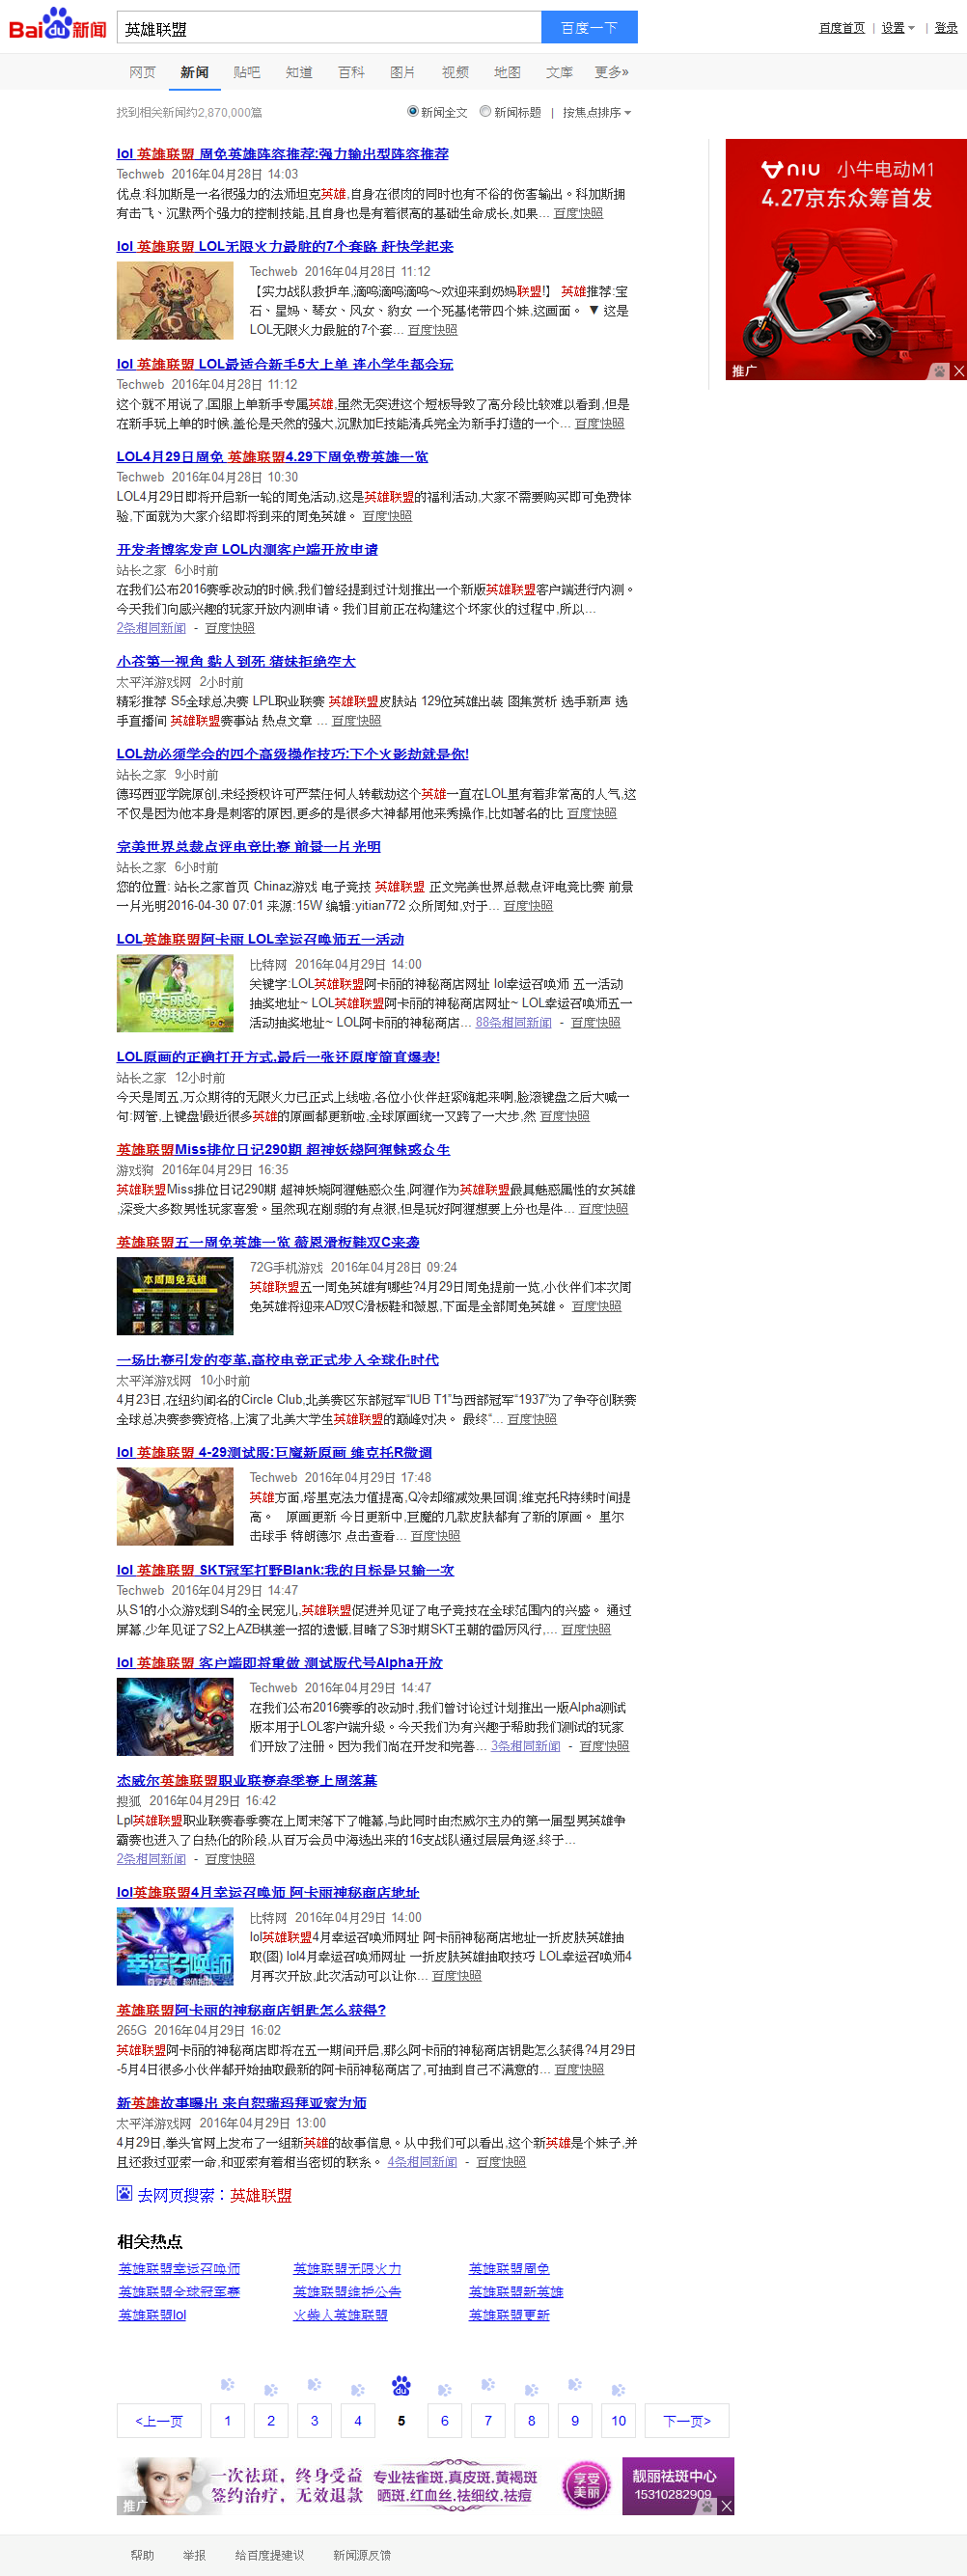 Bai du 新闻
英雄联盟
百度一下
百度首页 | 设置 | 登录
网页 新闻 贴吧 知道 百科 图片 视频 地图 文库 更多»
找到相关新闻约2,870,000篇
新闻全文 新闻标题 | 按焦点排序
lol 英雄联盟 周免英雄阵容推荐:强力输出型阵容推荐
Techweb 2016年04月28日 14:03
优点:科加斯是一名很强力的法师坦克英雄,自身在很肉的同时也有不俗的伤害输出。科加斯拥
有击飞、沉默两个强力的控制技能,且自身也是有着很高的基础生命成长,如果... 百度快照
lol 英雄联盟 LOL无限火力最脏的7个套路 赶快学起来
Techweb 2016年04月28日 11:12
【实力战队救护车,滴呜滴呜滴呜~欢迎来到奶妈联盟!】 英雄推荐:宝
石、星妈、琴女、风女、豹女 一个死基佬带四个妹,这画面。 ▼ 这是
LOL无限火力最脏的7个套... 百度快照
lol 英雄联盟 LOL最适合新手5大上单 连小学生都会玩
Techweb 2016年04月28日 11:12
这个就不用说了,国服上单新手专属英雄,虽然无突进这个短板导致了高分段比较难以看到,但是
在新手玩上单的时候,盖伦是天然的强大,沉默加E技能清兵完全为新手打造的一个... 百度快照
LOL4月29日周免 英雄联盟4.29下周免费英雄一览
Techweb 2016年04月28日 10:30
LOL4月29日即将开启新一轮的周免活动,这是英雄联盟的福利活动,大家不需要购买即可免费体
验,下面就为大家介绍即将到来的周免英雄。 百度快照
开发者博客发声 LOL内测客户端开放申请
站长之家 6小时前
在我们公布2016赛季改动的时候,我们曾经提到过计划推出一个新版英雄联盟客户端进行内测。
今天我们向感兴趣的玩家开放内测申请。我们目前正在构建这个坏家伙的过程中,所以...
2条相同新闻 - 百度快照
小苍第一视角 黏人到死 猪妹拒绝空大
太平洋游戏网 2小时前
精彩推荐 S5全球总决赛 LPL职业联赛 英雄联盟皮肤站 129位英雄出装 图集赏析 选手新声 选
手直播间 英雄联盟赛事站 热点文章 ... 百度快照
LOL劫必须学会的四个高级操作技巧:下个火影劫就是你!
站长之家 9小时前
德玛西亚学院原创,未经授权许可严禁任何人转载劫这个英雄一直在LOL里有着非常高的人气,这
不仅是因为他本身是刺客的原因,更多的是很多大神都用他来秀操作,比如著名的比 百度快照
完美世界总裁点评电竞比赛 前景一片光明
站长之家 6小时前
您的位置: 站长之家首页 Chinaz游戏 电子竞技 英雄联盟 正文完美世界总裁点评电竞比赛 前景
一片光明2016-04-30 07:01 来源:15W 编辑:yitian772 众所周知,对于... 百度快照
LOL英雄联盟阿卡丽 LOL幸运召唤师五一活动
阿卡丽的
神秘商店
比特网 2016年04月29日 14:00
关键字:LOL英雄联盟阿卡丽的神秘商店网址 lol幸运召唤师 五一活动
抽奖地址~ LOL英雄联盟阿卡丽的神秘商店网址~ LOL幸运召唤师五一
活动抽奖地址~ LOL阿卡丽的神秘商店... 88条相同新闻 - 百度快照
LOL原画的正确打开方式,最后一张还原度简直爆表!
站长之家 12小时前
今天是周五,万众期待的无限火力已正式上线啦,各位小伙伴赶紧嗨起来啊,脸滚键盘之后大喊一
句:网管,上键盘!最近很多英雄的原画都更新啦,全球原画统一又跨了一大步,然 百度快照
英雄联盟Miss排位日记290期 超神妖娆阿狸魅惑众生
游戏狗 2016年04月29日 16:35
英雄联盟Miss排位日记290期 超神妖娆阿狸魅惑众生,阿狸作为英雄联盟最具魅惑属性的女英雄
,深受大多数男性玩家喜爱。虽然现在削弱的有点狠,但是玩好阿狸想要上分也是件... 百度快照
英雄联盟五一周免英雄一览 薇恩滑板鞋双C来袭
本周周免英雄
72G手机游戏 2016年04月28日 09:24
英雄联盟五一周免英雄有哪些?4月29日周免提前一览,小伙伴们本次周
免英雄将迎来AD双C滑板鞋和薇恩,下面是全部周免英雄。 百度快照
一场比赛引发的变革,高校电竞正式步入全球化时代
太平洋游戏网 10小时前
4月23日,在纽约闻名的Circle Club,北美赛区东部冠军“IUB T1”与西部冠军“1937”为了争夺创联赛
全球总决赛参赛资格,上演了北美大学生英雄联盟的巅峰对决。 最终“... 百度快照
lol 英雄联盟 4-29测试服:巨魔新原画 维克托R微调
Techweb 2016年04月29日 17:48
英雄方面,塔里克法力值提高,Q冷却缩减效果回调;维克托R持续时间提
高。 原画更新 今日更新中,巨魔的几款皮肤都有了新的原画。 里尔
击球手 特朗德尔 点击查看... 百度快照
lol 英雄联盟 SKT冠军打野Blank:我的目标是只输一次
Techweb 2016年04月29日 14:47
从S1的小众游戏到S4的全民宠儿,英雄联盟促进并见证了电子竞技在全球范围内的兴盛。 通过
屏幕,少年见证了S2上AZB棋差一招的遗憾,目睹了S3时期SKT王朝的雷厉风行,... 百度快照
lol 英雄联盟 客户端即将重做 测试版代号Alpha开放
Techweb 2016年04月29日 14:47
在我们公布2016赛季的改动时,我们曾讨论过计划推出一版Alpha测试
版本用于LOL客户端升级。今天我们为有兴趣于帮助我们测试的玩家
们开放了注册。因为我们尚在开发和完善... 3条相同新闻 - 百度快照
杰威尔英雄联盟职业联赛春季赛上周落幕
搜狐 2016年04月29日 16:42
Lpl英雄联盟职业联赛春季赛在上周末落下了帷幕,与此同时由杰威尔主办的第一届型男英雄争
霸赛也进入了白热化的阶段,从百万会员中海选出来的16支战队通过层层角逐,终于...
2条相同新闻 - 百度快照
lol英雄联盟4月幸运召唤师 阿卡丽神秘商店地址
幸运召唤師
比特网 2016年04月29日 14:00
lol英雄联盟4月幸运召唤师网址 阿卡丽神秘商店地址一折皮肤英雄抽
取(图) lol4月幸运召唤师网址 一折皮肤英雄抽取技巧 LOL幸运召唤师4
月再次开放,此次活动可以让你... 百度快照
英雄联盟阿卡丽的神秘商店钥匙怎么获得?
265G 2016年04月29日 16:02
英雄联盟阿卡丽的神秘商店即将在五一期间开启,那么阿卡丽的神秘商店钥匙怎么获得?4月29日
-5月4日很多小伙伴都开始抽取最新的阿卡丽神秘商店了,可抽到自己不满意的... 百度快照
新英雄故事曝出 来自恕瑞玛拜亚索为师
太平洋游戏网 2016年04月29日 13:00
4月29日,拳头官网上发布了一组新英雄的故事信息。从中我们可以看出,这个新英雄是个妹子,并
且还救过亚索一命,和亚索有着相当密切的联系。 4条相同新闻 - 百度快照
去网页搜索：英雄联盟
相关热点
英雄联盟幸运召唤师 英雄联盟无限火力 英雄联盟周免
英雄联盟全球冠军赛 英雄联盟维护公告 英雄联盟新英雄
英雄联盟lol 火柴人英雄联盟 英雄联盟更新
<上一页 1 2 3 4 5 6 7 8 9 10 下一页>
一次祛斑，终身受益
签约治疗，无效退款
专业祛雀斑.真皮斑.黄褐斑
晒斑.红血丝.祛细纹.祛痘
享受
美丽
靓丽祛斑中心
15310282909
推广
帮助 举报 给百度提建议 新闻源反馈
niu 小牛电动M1
4.27京东众筹首发
推广